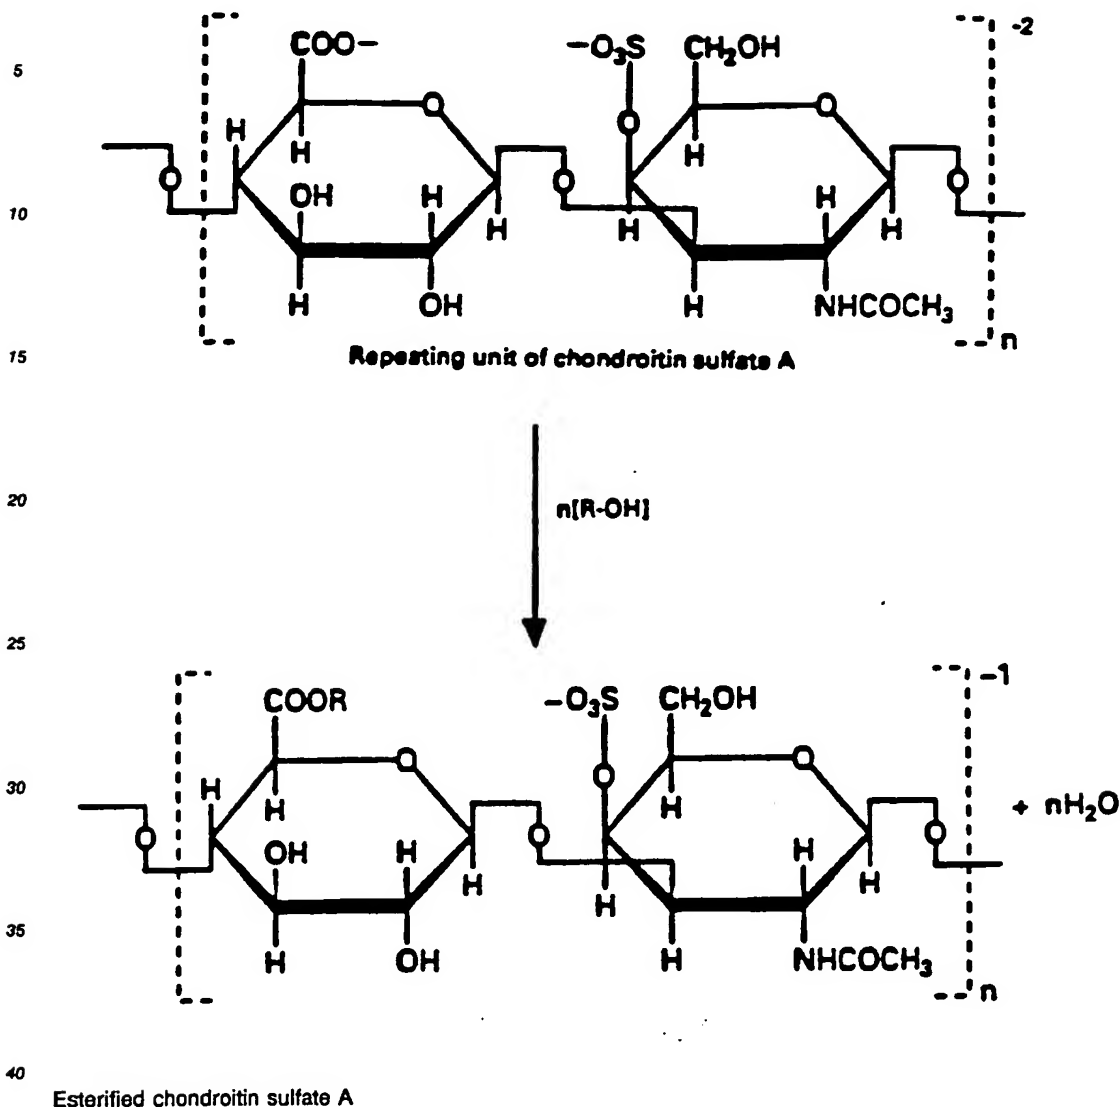 COO– –O₃S CH₂OH -2
5
O O O
H H H
O O O
OH H H
10
H H H
H OH H NHCOCH₃
n
15
Repeating unit of chondroitin sulfate A
20
n[R-OH]
25
COOR –O₃S CH₂OH –1
O O
30
H O + nH₂O
H H
O O O
OH H H
H H
H
35
H OH H NHCOCH₃
n
40
Esterified chondroitin sulfate A